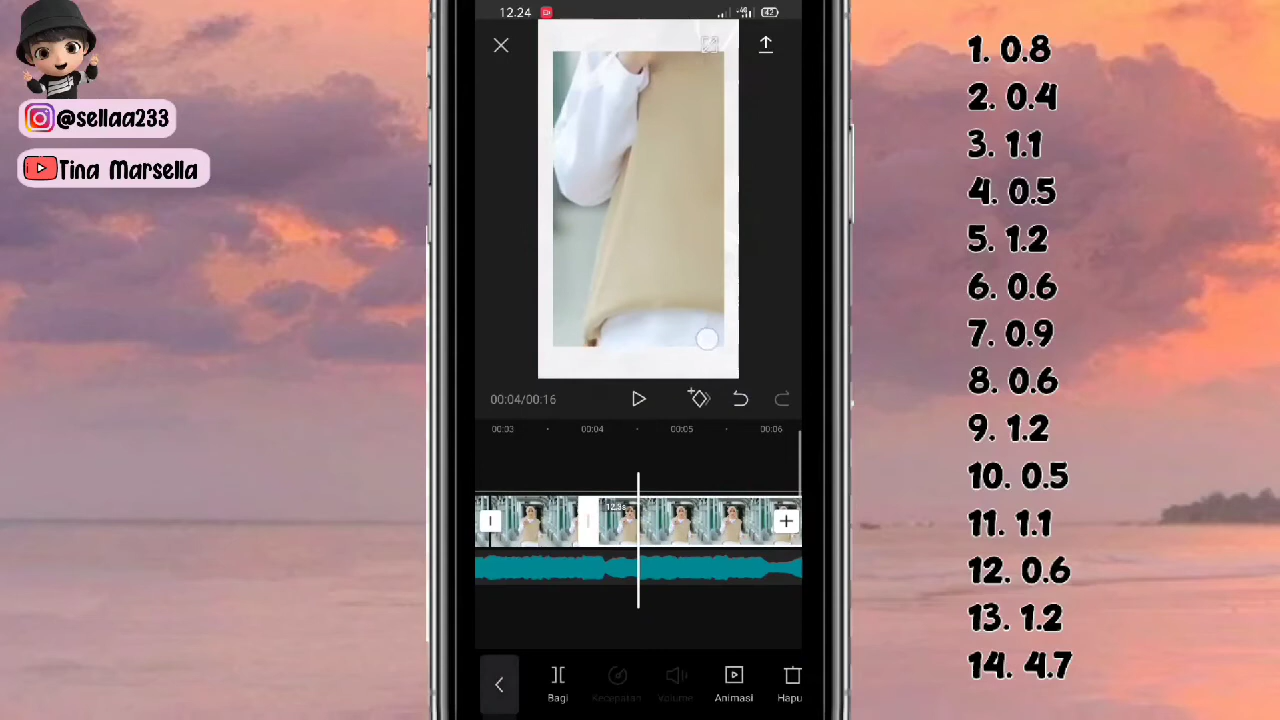 @sellaa233
Tina Marsella
12.24
42
00:04/00:16
00:03
00:04
00:05
00:06
12.3s
Bagi
Kecepatan
Volume
Animasi
Hapu
1. 0.8
2. 0.4
3. 1.1
4. 0.5
5. 1.2
6. 0.6
7. 0.9
8. 0.6
9. 1.2
10. 0.5
11. 1.1
12. 0.6
13. 1.2
14. 4.7